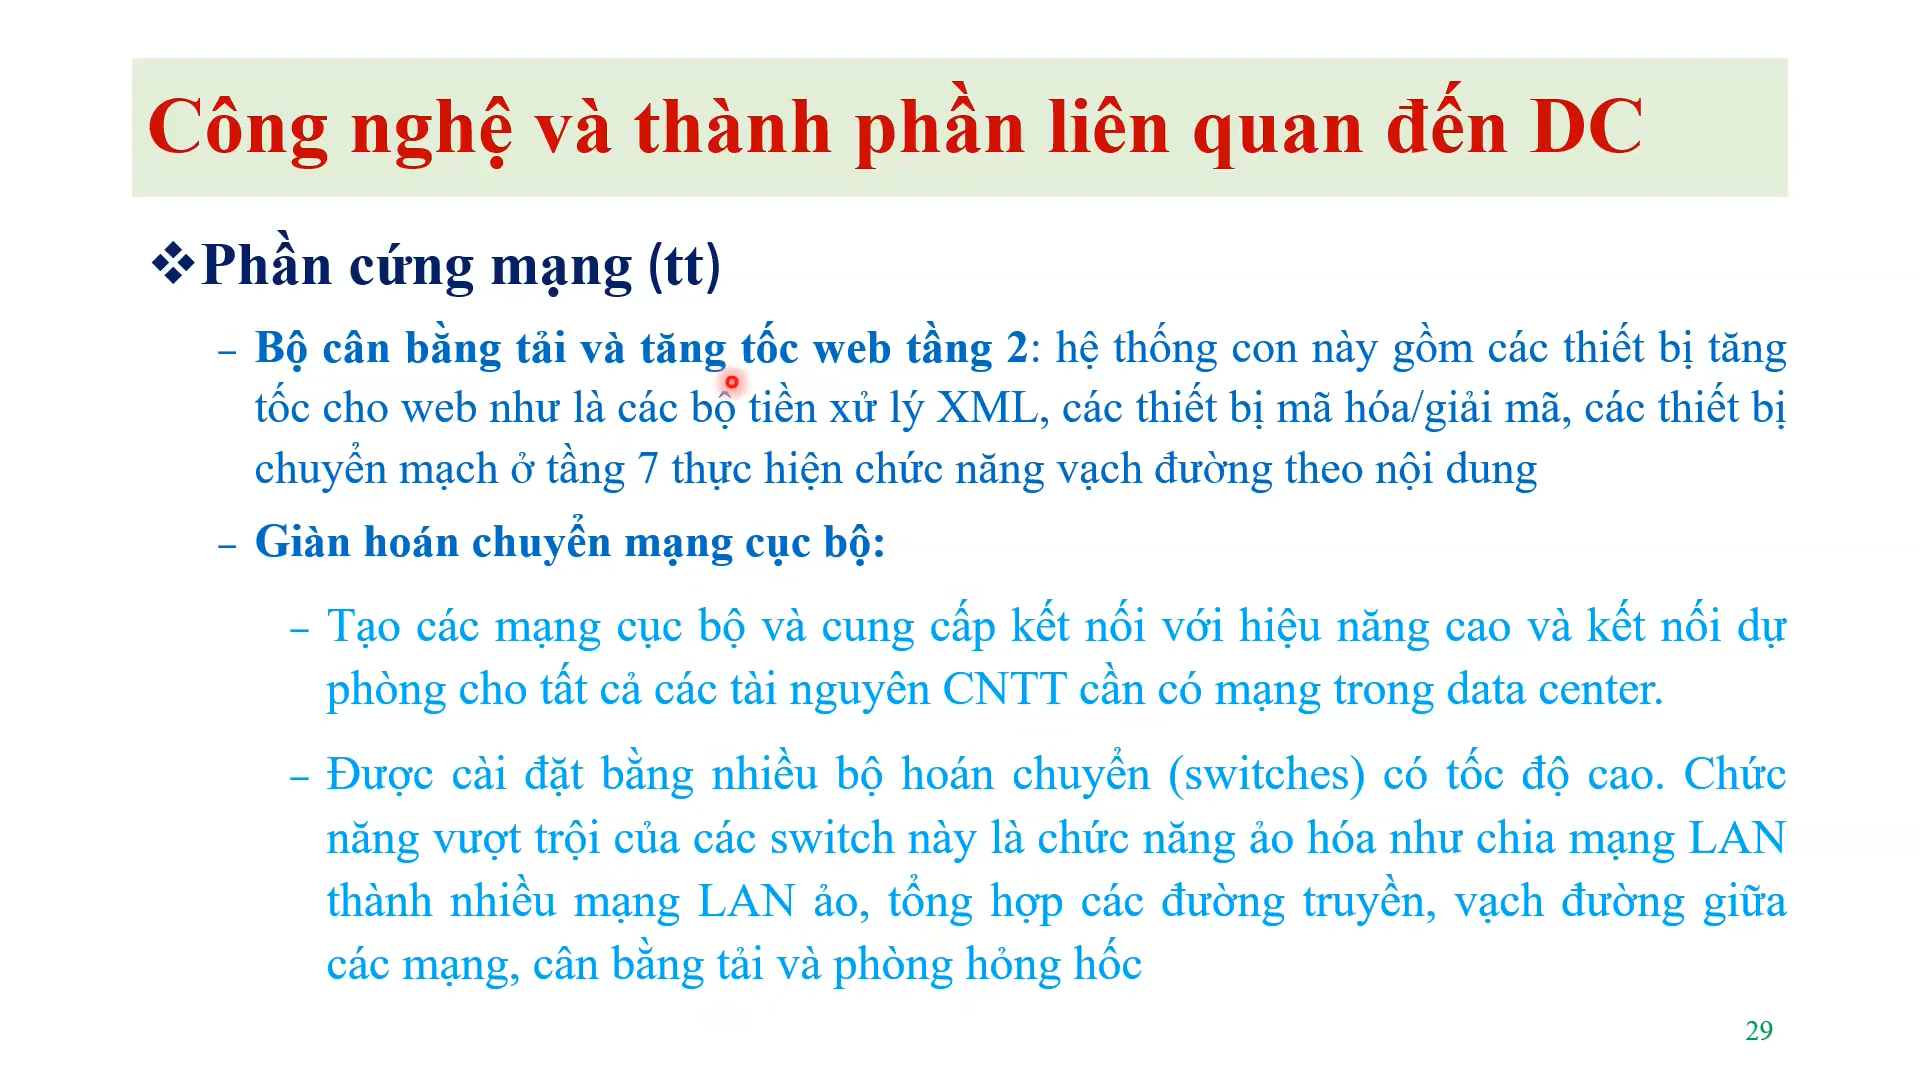 Công nghệ và thành phần liên quan đến DC
❖Phần cứng mạng (tt)
– Bộ cân bằng tải và tăng tốc web tầng 2: hệ thống con này gồm các thiết bị tăng
tốc cho web như là các bộ tiền xử lý XML, các thiết bị mã hóa/giải mã, các thiết bị
chuyển mạch ở tầng 7 thực hiện chức năng vạch đường theo nội dung
– Giàn hoán chuyển mạng cục bộ:
– Tạo các mạng cục bộ và cung cấp kết nối với hiệu năng cao và kết nối dự
phòng cho tất cả các tài nguyên CNTT cần có mạng trong data center.
– Được cài đặt bằng nhiều bộ hoán chuyển (switches) có tốc độ cao. Chức
năng vượt trội của các switch này là chức năng ảo hóa như chia mạng LAN
thành nhiều mạng LAN ảo, tổng hợp các đường truyền, vạch đường giữa
các mạng, cân bằng tải và phòng hỏng hốc
29